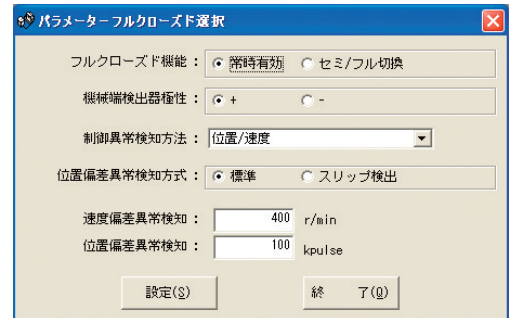 パラメーターフルクローズド選択
フルクローズド機能： 常時有効 セミ/フル切換
機械端検出器極性： + -
制御異常検知方法： 位置/速度
位置偏差異常検知方式： 標準 スリップ検出
速度偏差異常検知： 400 r/min
位置偏差異常検知： 100 kpulse
設定(S) 終 了(Q)